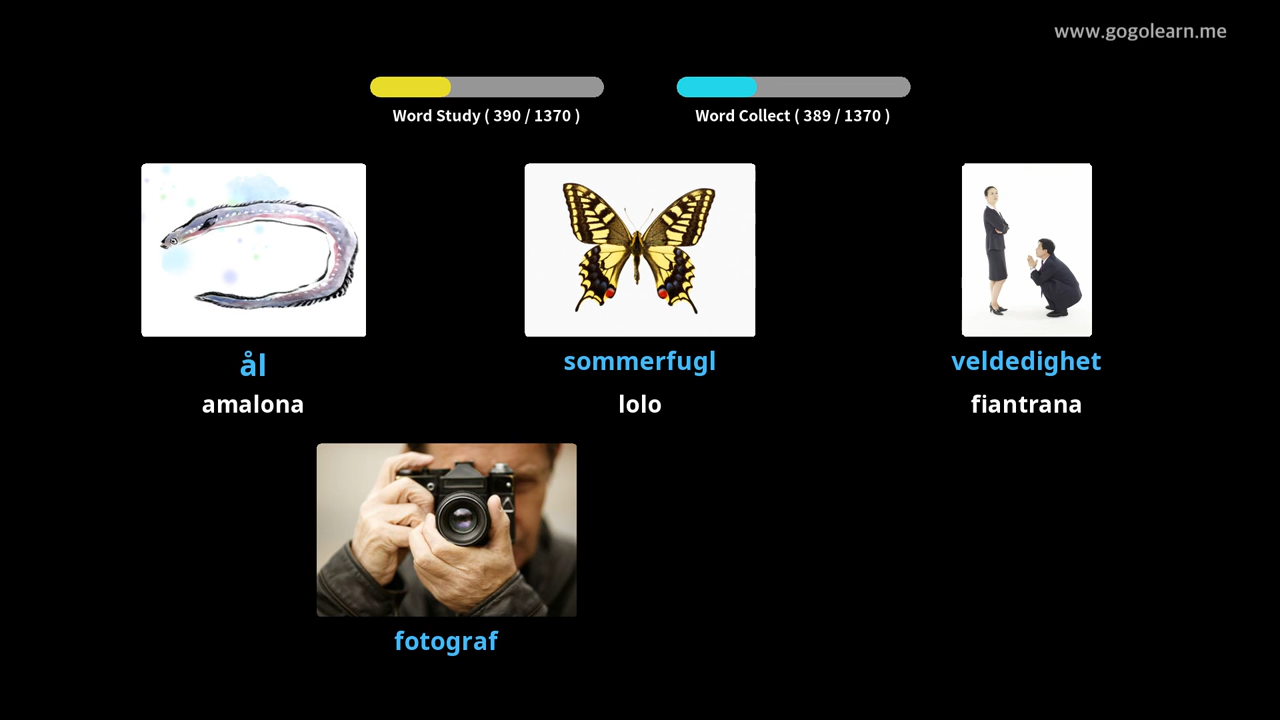 www.gogolearn.me
Word Study ( 390 / 1370 )
Word Collect ( 389 / 1370 )
ål
amalona
sommerfugl
lolo
veldedighet
fiantrana
fotograf